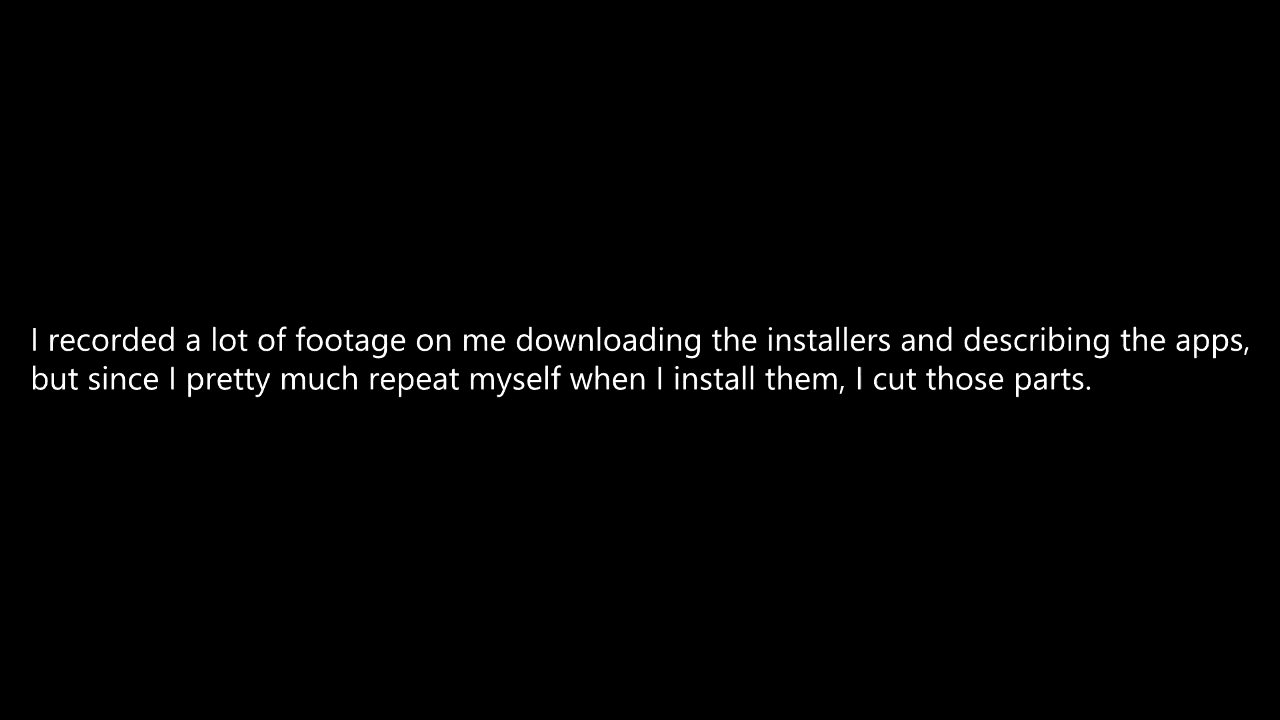 I recorded a lot of footage on me downloading the installers and describing the apps,
but since I pretty much repeat myself when I install them, I cut those parts.